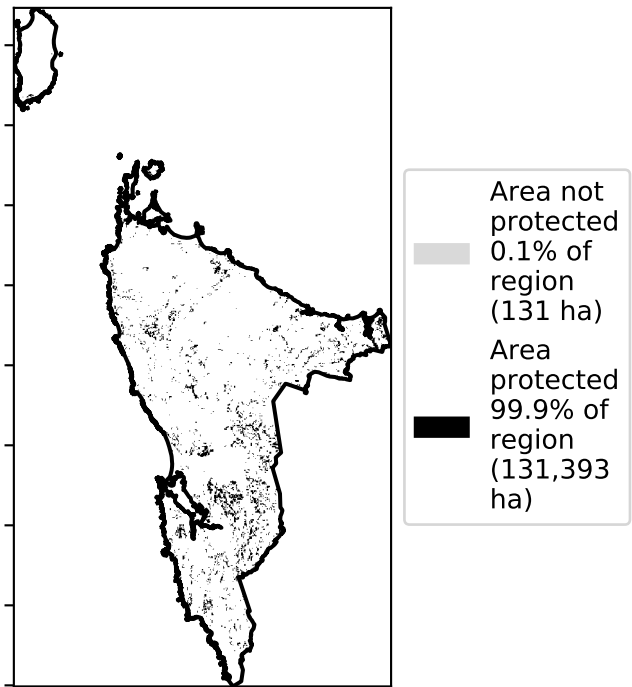 Area not
protected
0.1% of
region
(131 ha)
Area
protected
99.9% of
region
(131,393
ha)